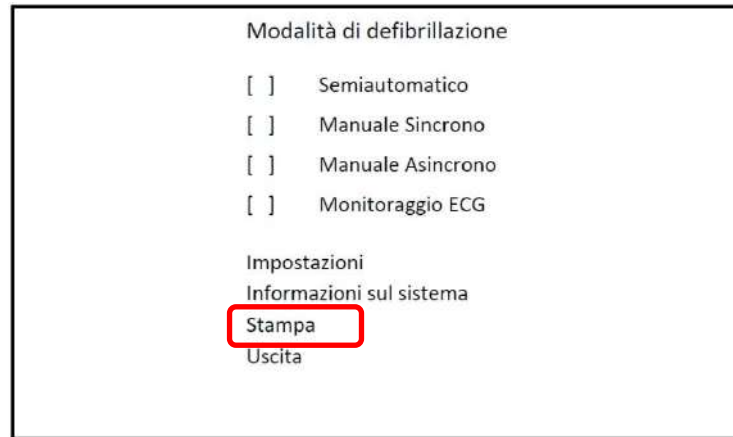 Modalità di defibrillazione
[ ] Semiautomatico
[ ] Manuale Sincrono
[ ] Manuale Asincrono
[ ] Monitoraggio ECG
Impostazioni
Informazioni sul sistema
Stampa
Uscita